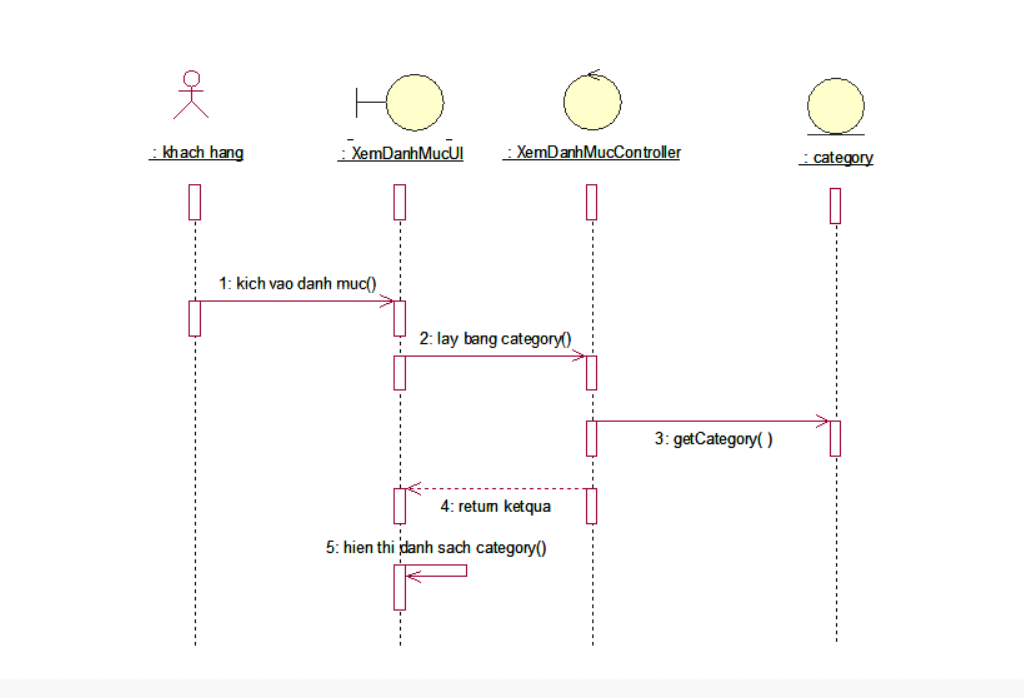 : khach hang
: XemDanhMucUI
: XemDanhMucController
: category
1: kich vao danh muc()
2: lay bang category()
3: getCategory( )
4: return ketqua
5: hien thi danh sach category()